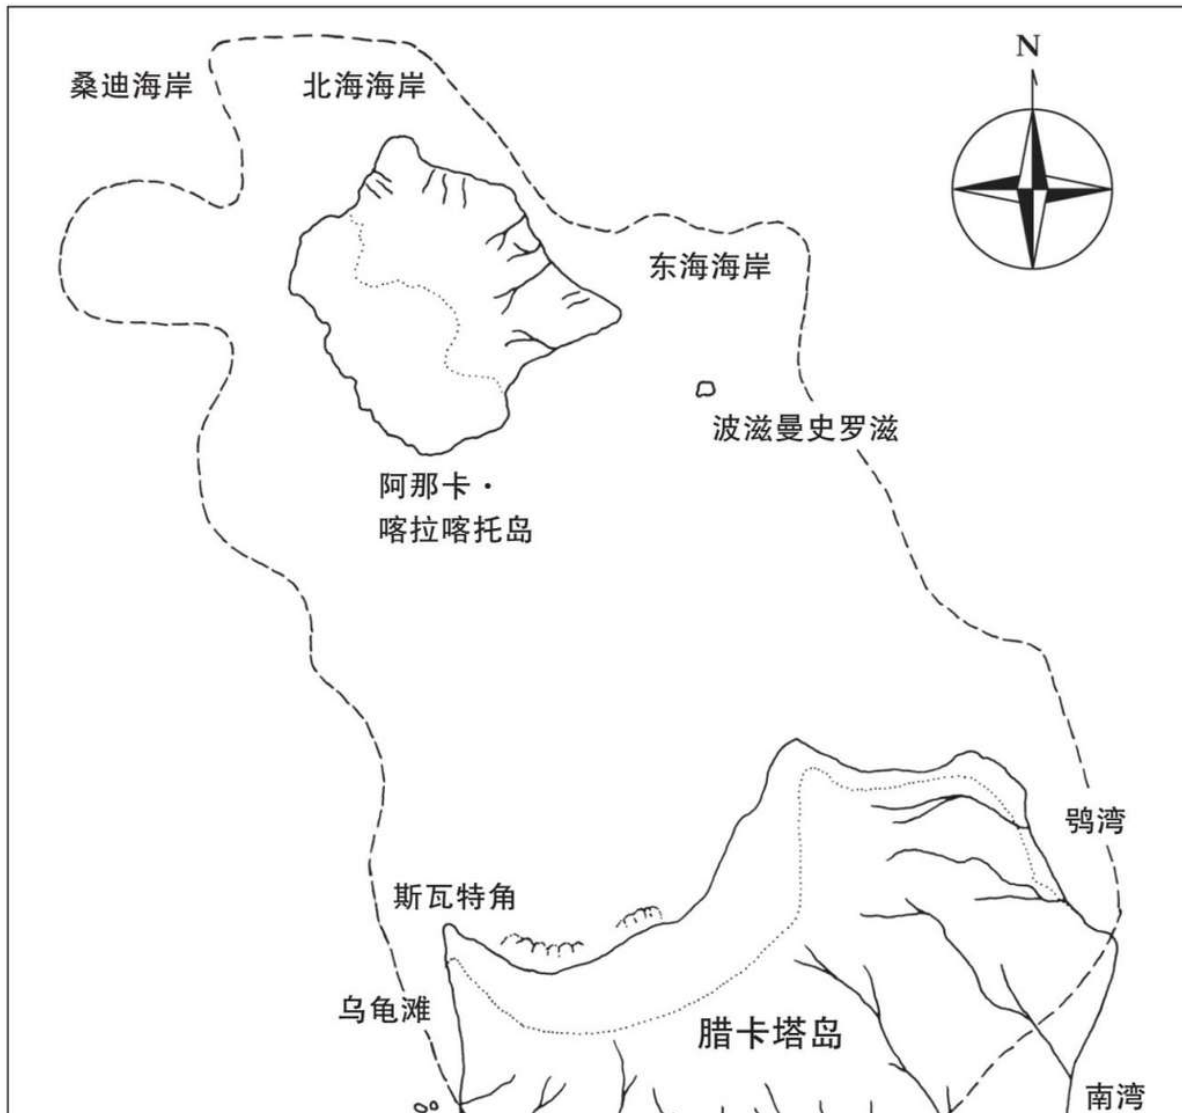 N
桑迪海岸
北海海岸
东海海岸
波滋曼史罗滋
阿那卡·
喀拉喀托岛
鸮湾
斯瓦特角
乌龟滩
腊卡塔岛
南湾